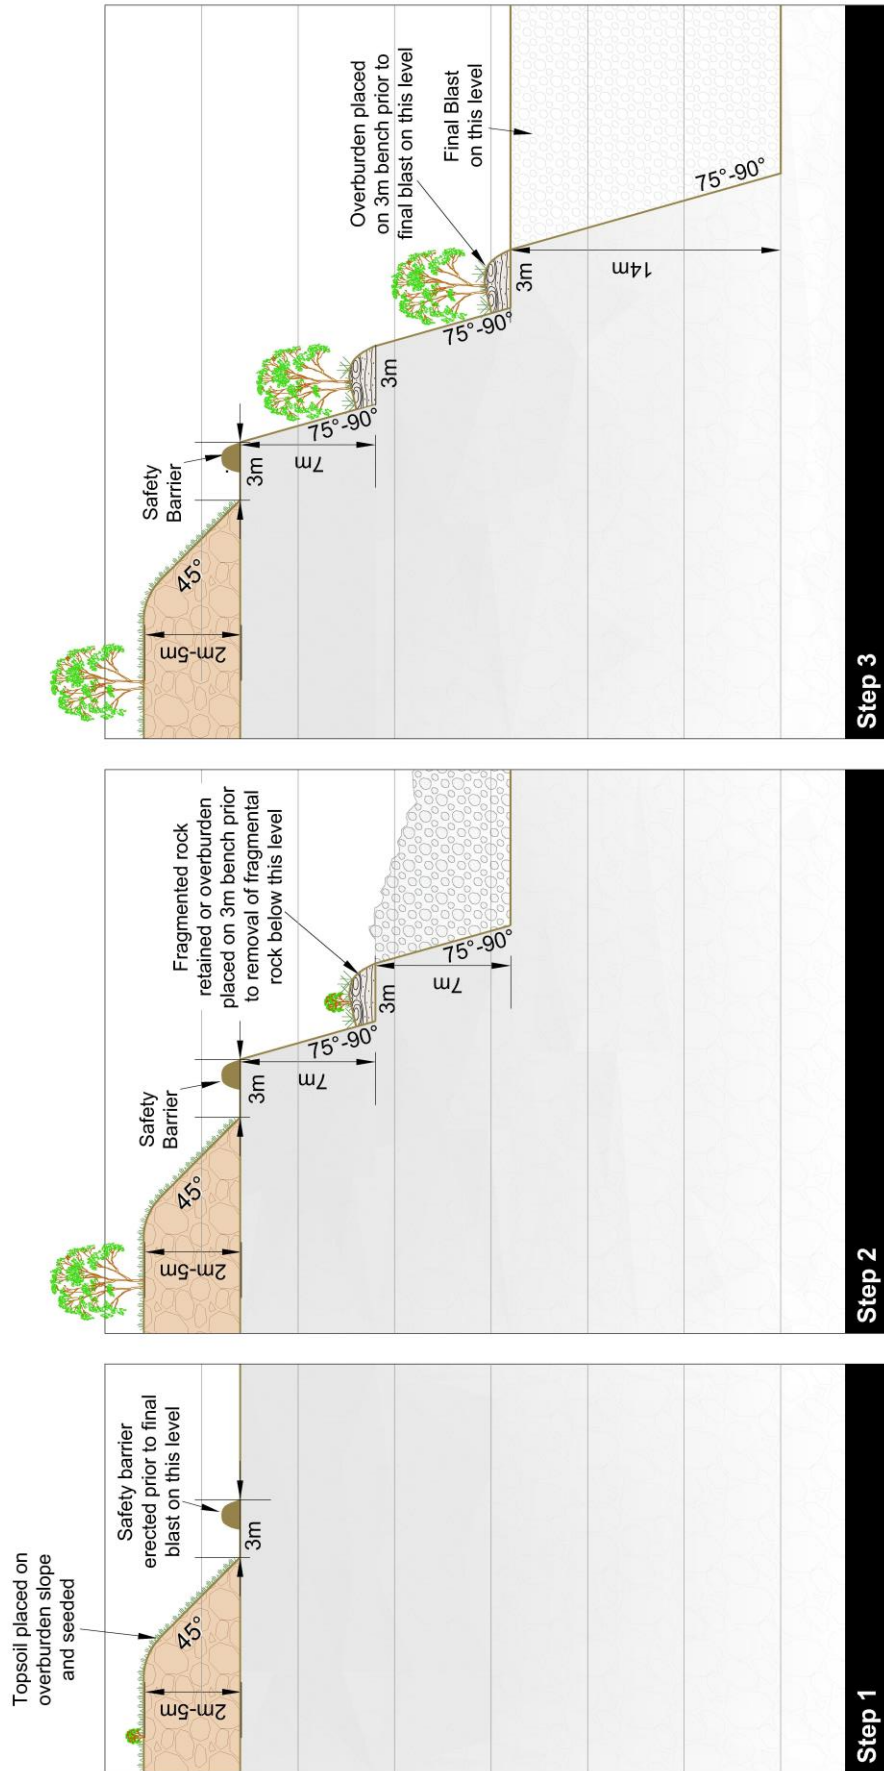 Topsoil placed on
overburden slope
and seeded
Safety barrier
erected prior to final
blast on this level
2m-5m
45°
3m
Step 1
Fragmented rock
retained or overburden
placed on 3m bench prior
to removal of fragmental
rock below this level
Safety
Barrier
2m-5m
45°
3m
7m
75°-90°
3m
7m
75°-90°
Step 2
Safety
Barrier
Overburden placed
on 3m bench prior to
final blast on this level
Final Blast
on this level
2m-5m
45°
3m
7m
75°-90°
3m
75°-90°
3m
14m
75°-90°
Step 3